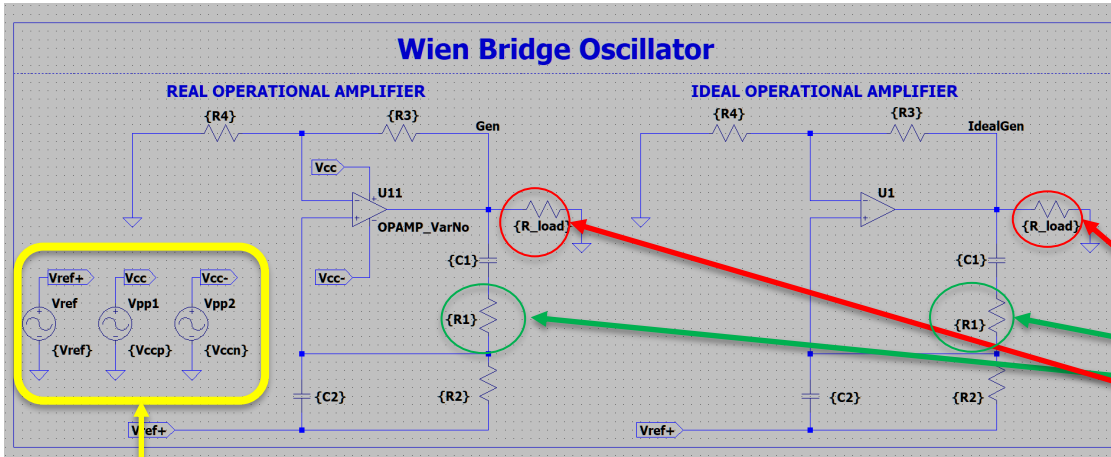 Wien Bridge Oscillator
REAL OPERATIONAL AMPLIFIER
IDEAL OPERATIONAL AMPLIFIER
{R4}
{R3}
Gen
{R4}
{R3}
IdealGen
Vcc
U11
OPAMP_VarNo
{R_load}
U1
{R_load}
Vcc-
{C1}
{C1}
Vref+
Vcc
Vcc-
Vref
Vpp1
Vpp2
{R1}
{R1}
{Vref}
{Vccp}
{Vccn}
{C2}
{R2}
{C2}
{R2}
Vref+
Vref+